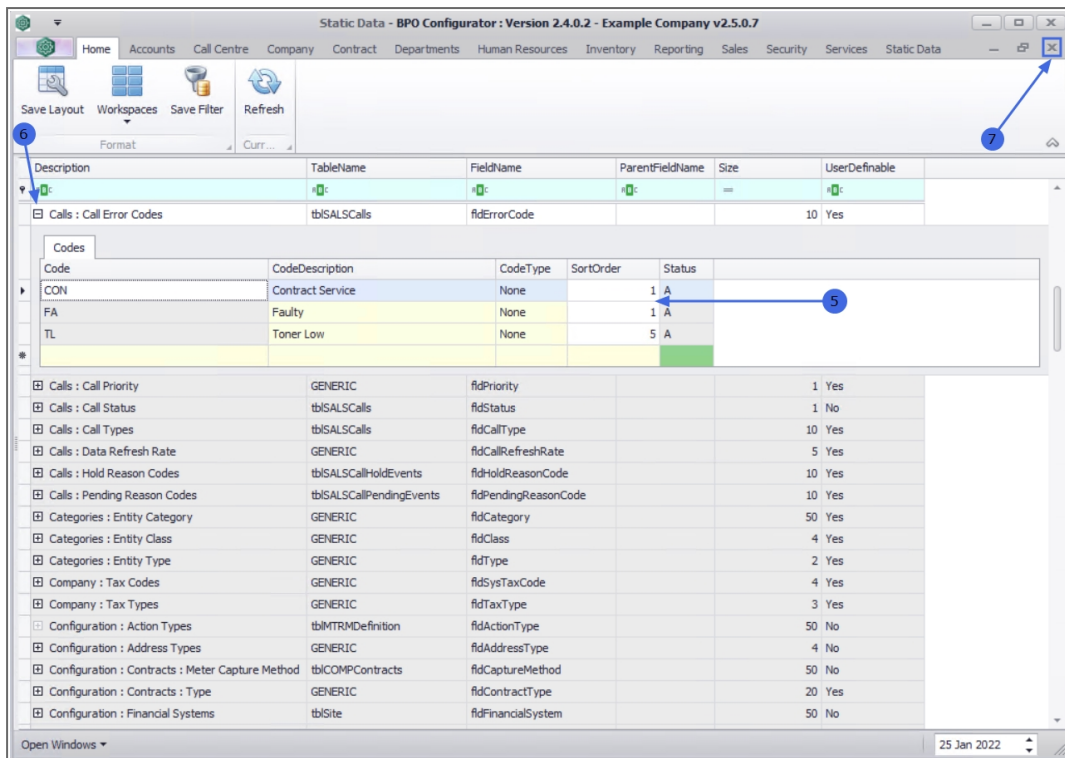 Static Data - BPO Configurator : Version 2.4.0.2 - Example Company v2.5.0.7
Home Accounts Call Centre Company Contract Departments Human Resources Inventory Reporting Sales Security Services Static Data
Save Layout Workspaces Save Filter Refresh
6 7
Format Curr...
Description TableName FieldName ParentFieldName Size UserDefinable
Calls : Call Error Codes tblSALSCalls fldErrorCode 10 Yes
Codes
Code CodeDescription CodeType SortOrder Status
CON Contract Service None 1 A
5
FA Faulty None 1 A
TL Toner Low None 5 A
Calls : Call Priority GENERIC fldPriority 1 Yes
Calls : Call Status tblSALSCalls fldStatus 1 No
Calls : Call Types tblSALSCalls fldCallType 10 Yes
Calls : Data Refresh Rate GENERIC fldCallRefreshRate 5 Yes
Calls : Hold Reason Codes tblSALSCallHoldEvents fldHoldReasonCode 10 Yes
Calls : Pending Reason Codes tblSALSCallPendingEvents fldPendingReasonCode 10 Yes
Categories : Entity Category GENERIC fldCategory 50 Yes
Categories : Entity Class GENERIC fldClass 4 Yes
Categories : Entity Type GENERIC fldType 2 Yes
Company : Tax Codes GENERIC fldSysTaxCode 4 Yes
Company : Tax Types GENERIC fldTaxType 3 Yes
Configuration : Action Types tblMTRMDefinition fldActionType 50 No
Configuration : Address Types GENERIC fldAddressType 4 No
Configuration : Contracts : Meter Capture Method tblCOMPContracts fldCaptureMethod 50 No
Configuration : Contracts : Type GENERIC fldContractType 20 Yes
Configuration : Financial Systems tblSite fldFinancialSystem 50 No
Open Windows 25 Jan 2022